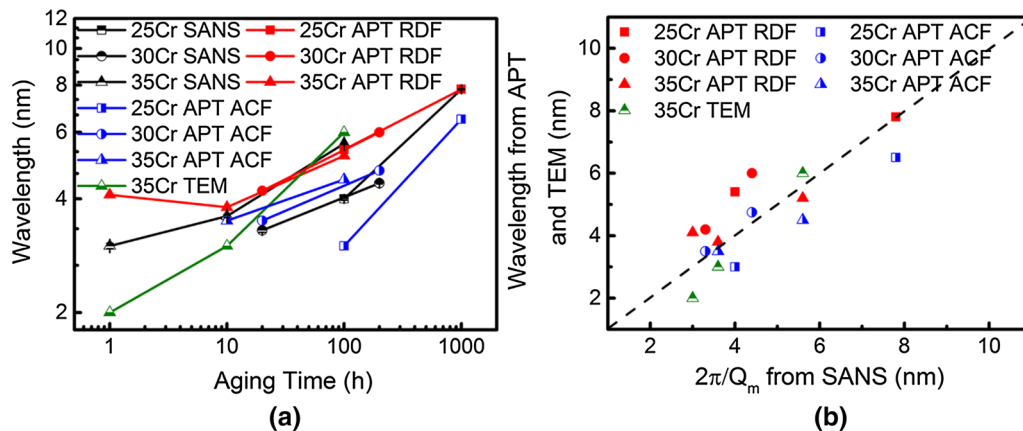 12
10
8
6
4
2
Wavelength (nm)
25Cr SANS
25Cr APT RDF
30Cr SANS
30Cr APT RDF
35Cr SANS
35Cr APT RDF
25Cr APT ACF
30Cr APT ACF
35Cr APT ACF
35Cr TEM
1
10
100
1000
Aging Time (h)
(a)
Wavelength from APT
and TEM (nm)
10
8
6
4
2
25Cr APT RDF
25Cr APT ACF
30Cr APT RDF
30Cr APT ACF
35Cr APT RDF
35Cr APT ACF
35Cr TEM
2
4
6
8
10
2π/Qm from SANS (nm)
(b)